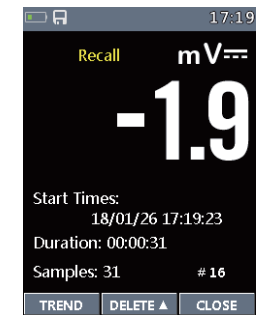 17:19
Recall
mV
-1.9
Start Times:
18/01/26 17:19:23
Duration: 00:00:31
Samples: 31 # 16
TREND DELETE ▲ CLOSE